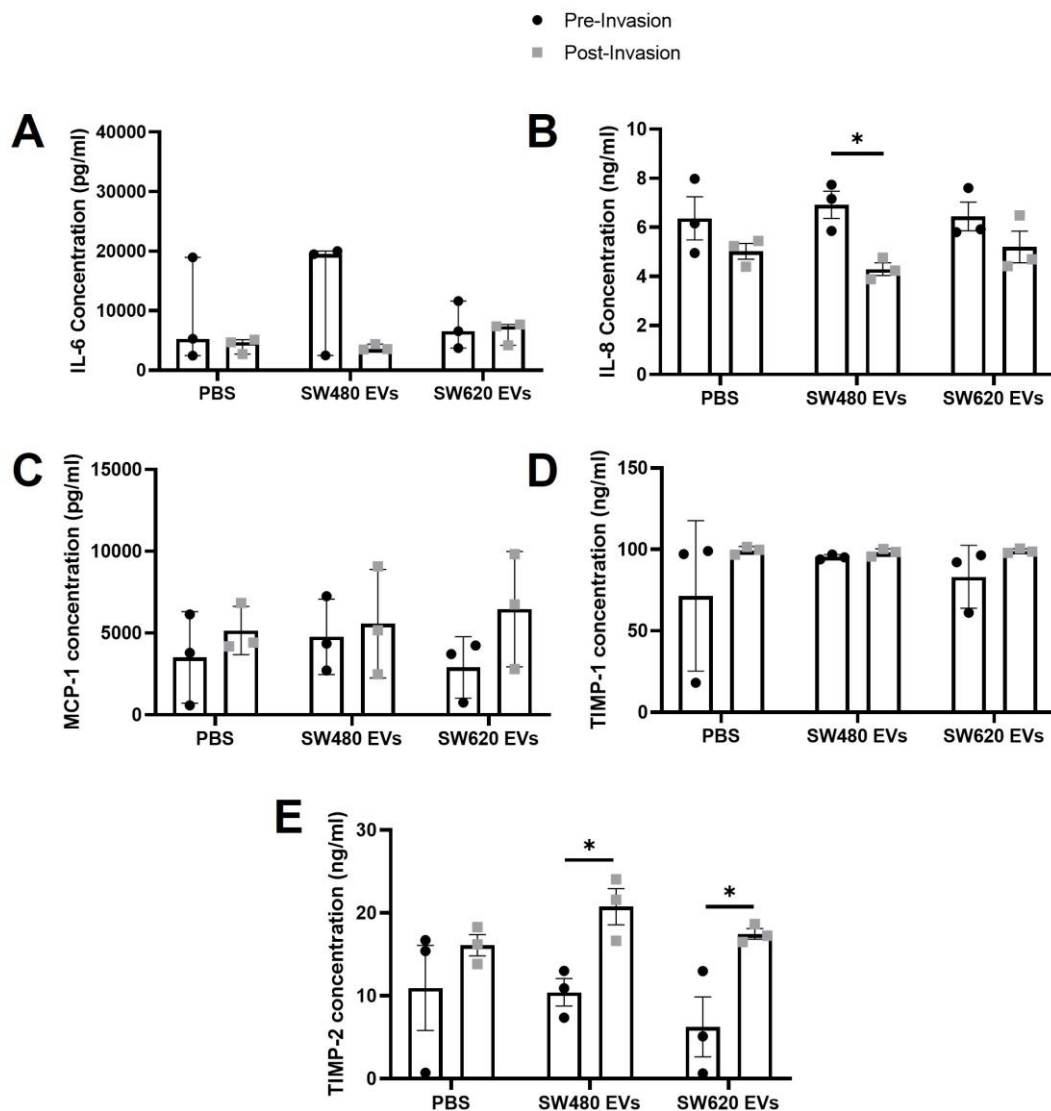 Pre-Invasion
Post-Invasion
A
IL-6 Concentration (pg/ml)
40000
30000
20000
10000
0
PBS
SW480 EVs
SW620 EVs
B
IL-8 Concentration (ng/ml)
10
8
6
4
2
0
*
PBS
SW480 EVs
SW620 EVs
C
MCP-1 concentration (pg/ml)
15000
10000
5000
0
PBS
SW480 EVs
SW620 EVs
D
TIMP-1 concentration (ng/ml)
150
100
50
0
PBS
SW480 EVs
SW620 EVs
E
TIMP-2 concentration (ng/ml)
30
20
10
0
*
*
PBS
SW480 EVs
SW620 EVs